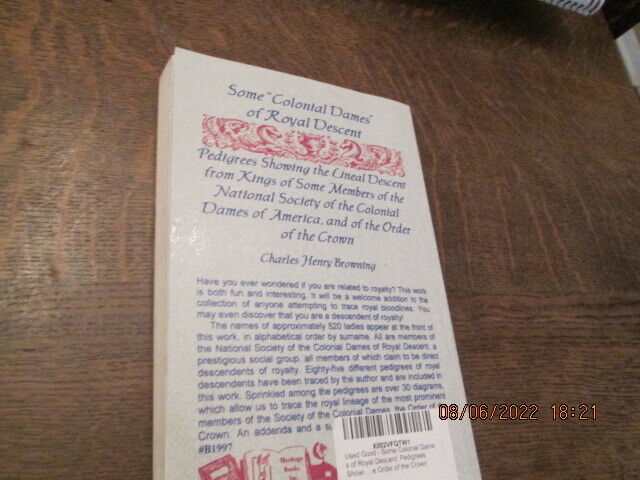 Some "Colonial Dames"
of Royal Descent
Pedigrees Showing the Lineal Descent
from Kings of Some Members of the
National Society of the Colonial
Dames of America, and of the Order
of the Crown
Charles Henry Browning
Have you ever wondered if you are related to royalty? This work
is both fun and interesting. It will be a welcome addition to the
collection of anyone attempting to trace royal bloodlines. You
may even discover that you are a descendent of royalty!
The names of approximately 520 ladies appear at the front of
this work, in alphabetical order by surname. All are members of
the National Society of the Colonial Dames of Royal Descent, a
prestigious social group, all members of which claim to be direct
descendents of royalty. Eighty-five different pedigrees of royal
descendents have been traced by the author and are included in
this work. Sprinkled among the pedigrees are over 30 diagrams,
which allow us to trace the royal lineage of the most prominent
members of the Society of the Colonial Dames, the Order of
Crown. An addenda and a
#B1997
Heritage
Books
X002VFQTW1
Used Good - Some Colonial Dame
s of Royal Descent: Pedigrees
Showi ... e Order of the Crown
08/06/2022 18:21